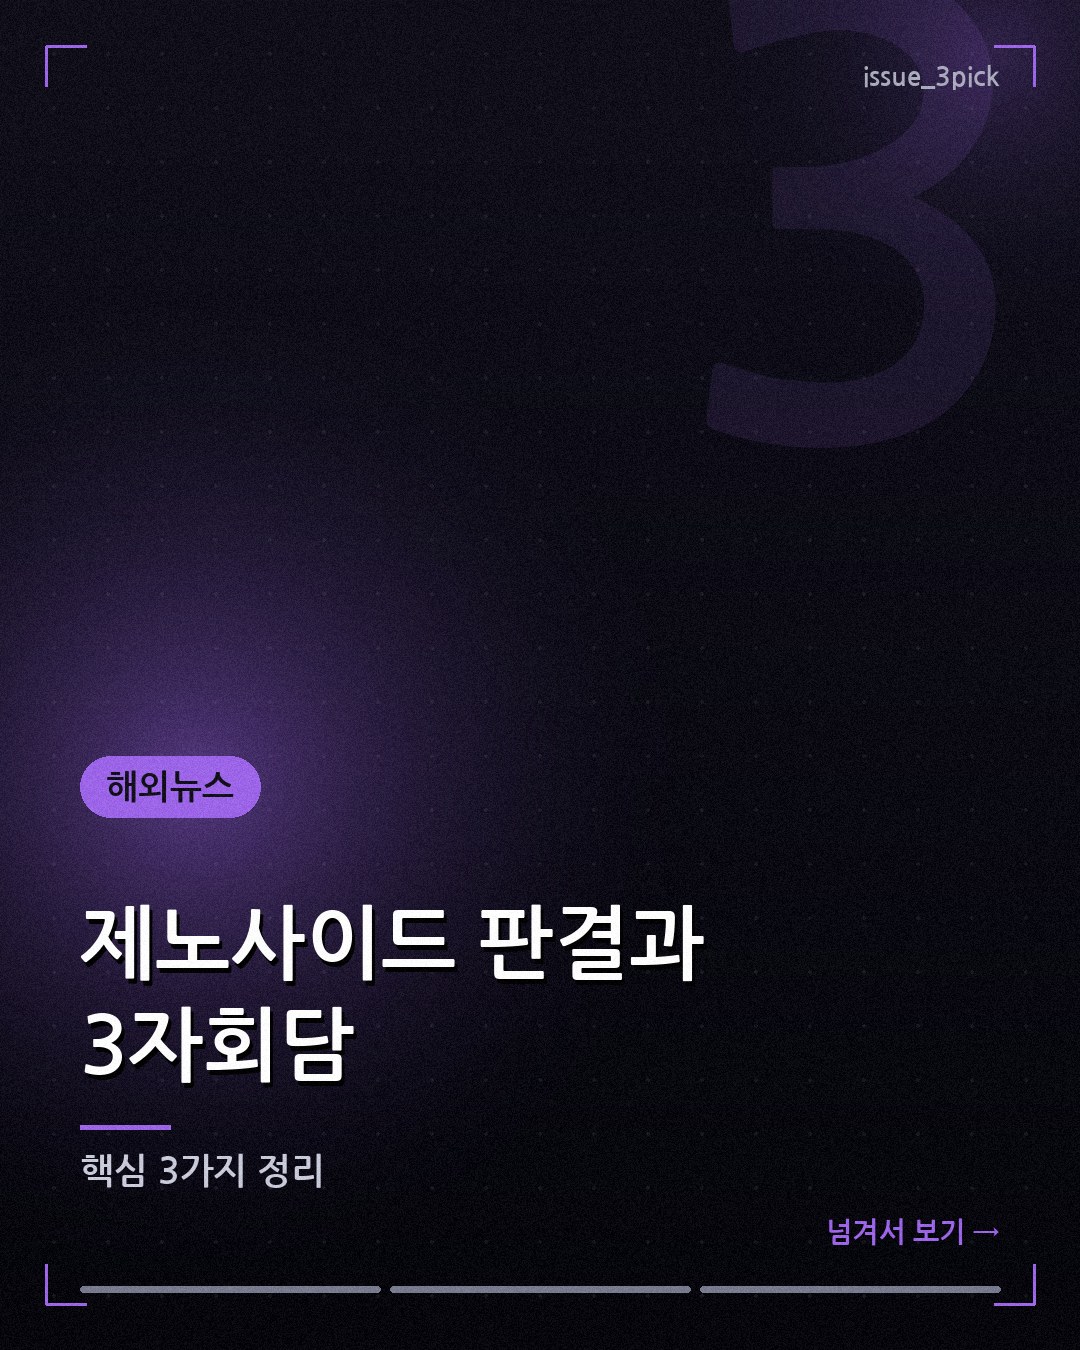 3
issue_3pick
해외뉴스
제노사이드 판결과
3자회담
핵심 3가지 정리
넘겨서 보기 →